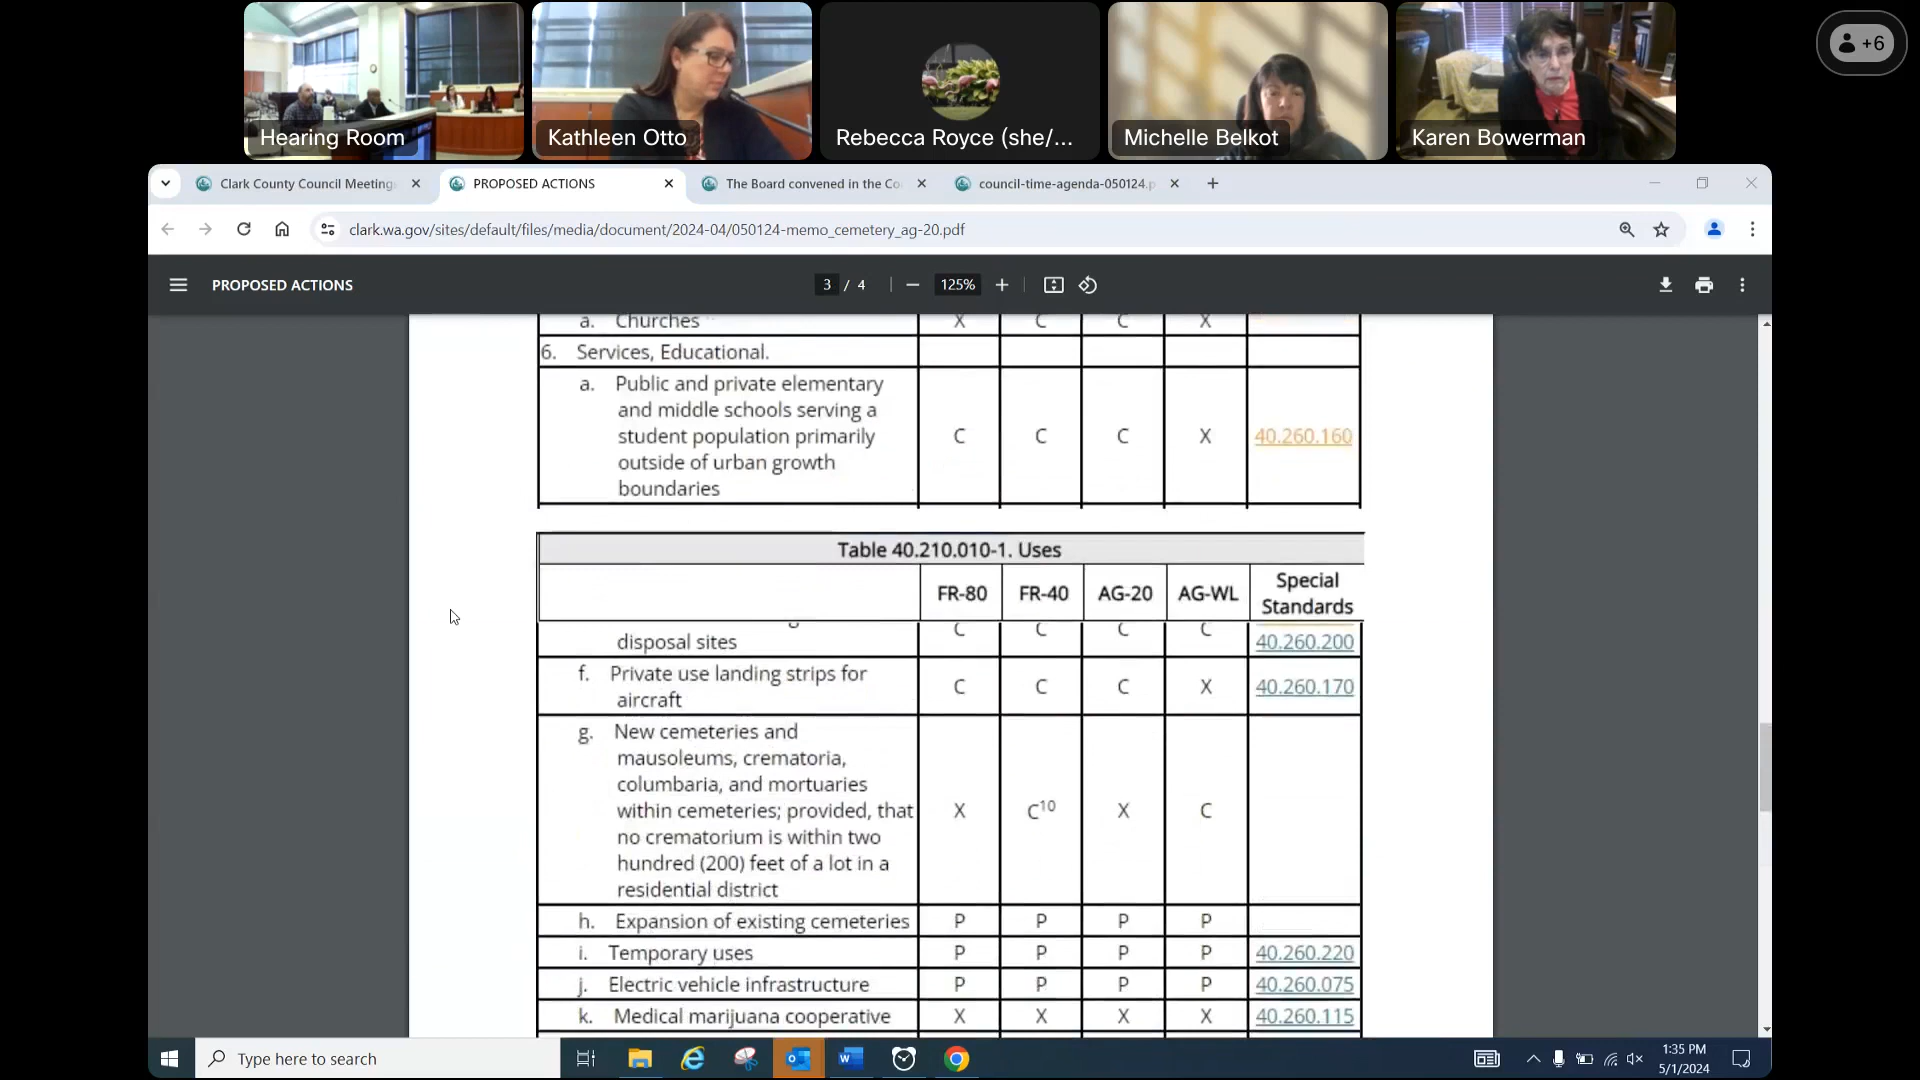 +6
Hearing Room
Kathleen Otto
Rebecca Royce (she/...
Michelle Belkot
Karen Bowerman
Clark County Council Meeting
PROPOSED ACTIONS
The Board convened in the Co
council-time-agenda-050124.p
clark.wa.gov/sites/default/files/media/document/2024-04/050124-memo_cemetery_ag-20.pdf
PROPOSED ACTIONS
3 / 4
125%
a. Churches X C C X
6. Services, Educational.
a. Public and private elementary
and middle schools serving a
student population primarily C C C X 40.260.160
outside of urban growth
boundaries
Table 40.210.010-1. Uses
FR-80 FR-40 AG-20 AG-WL Special
Standards
disposal sites C C C C 40.260.200
f. Private use landing strips for
aircraft C C C X 40.260.170
g. New cemeteries and
mausoleums, crematoria,
columbaria, and mortuaries
within cemeteries; provided, that X C10 X C
no crematorium is within two
hundred (200) feet of a lot in a
residential district
h. Expansion of existing cemeteries P P P P
i. Temporary uses P P P P 40.260.220
j. Electric vehicle infrastructure P P P P 40.260.075
k. Medical marijuana cooperative X X X X 40.260.115
Type here to search
1:35 PM
5/1/2024